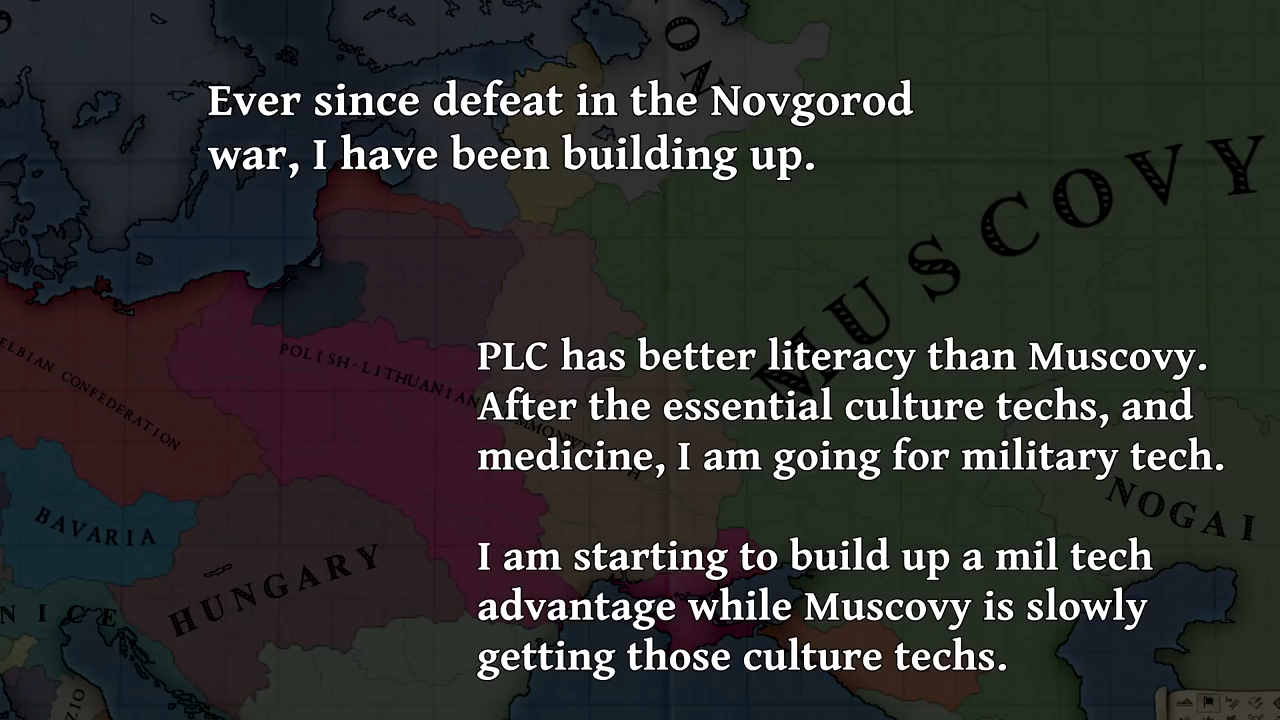 Ever since defeat in the Novgorod
war, I have been building up.
MUSCOVY
PLC has better literacy than Muscovy.
After the essential culture techs, and
medicine, I am going for military tech.
I am starting to build up a mil tech
advantage while Muscovy is slowly
getting those culture techs.
ELBIAN CONFEDERATION
POLISH-LITHUANIAN
BAVARIA
HUNGARY
NICE
NOGAI
ZIO